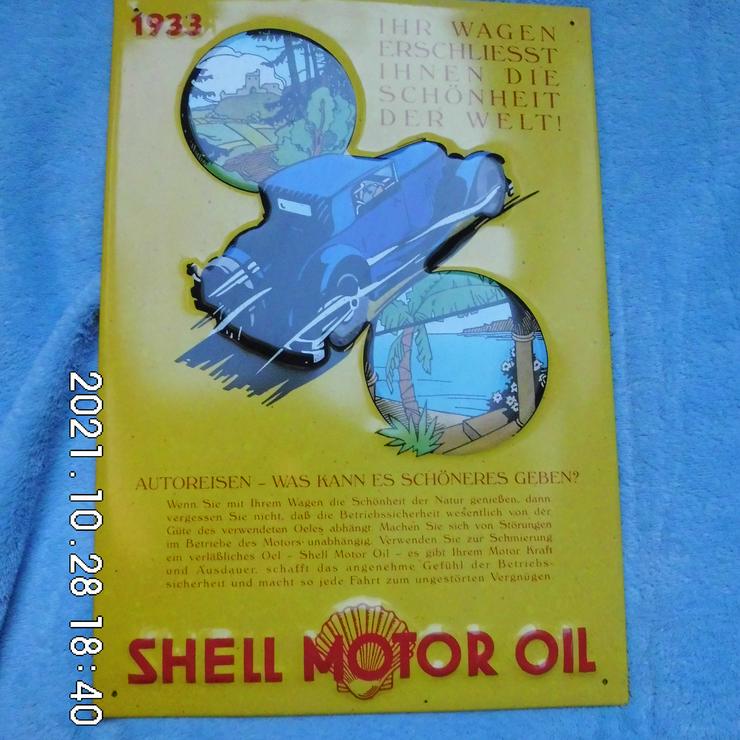 1933
IHR WAGEN
ERSCHLIESST
IHNEN DIE
SCHÖNHEIT
DER WELT!
AUTOREISEN – WAS KANN ES SCHÖNERES GEBEN?
Wenn Sie mit Ihrem Wagen die Schönheit der Natur genießen, dann
vergessen Sie nicht, daß die Betriebssicherheit wesentlich von der
Güte des verwendeten Oeles abhängt. Machen Sie sich von Störungen
im Betriebe des Motors unabhängig. Verwenden Sie zur Schmierung
ein verläßliches Oel – Shell Motor Oil – es gibt Ihrem Motor Kraft
und Ausdauer, schafft das angenehme Gefühl der Betriebs-
sicherheit und macht so jede Fahrt zum ungestörten Vergnügen.
SHELL MOTOR OIL
2021.10.28 18:40